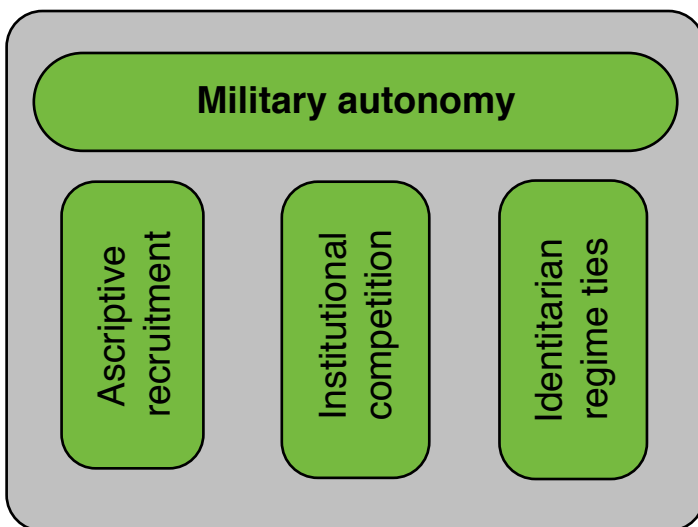 Military autonomy
Ascriptive
recruitment
Institutional
competition
Identitarian
regime ties